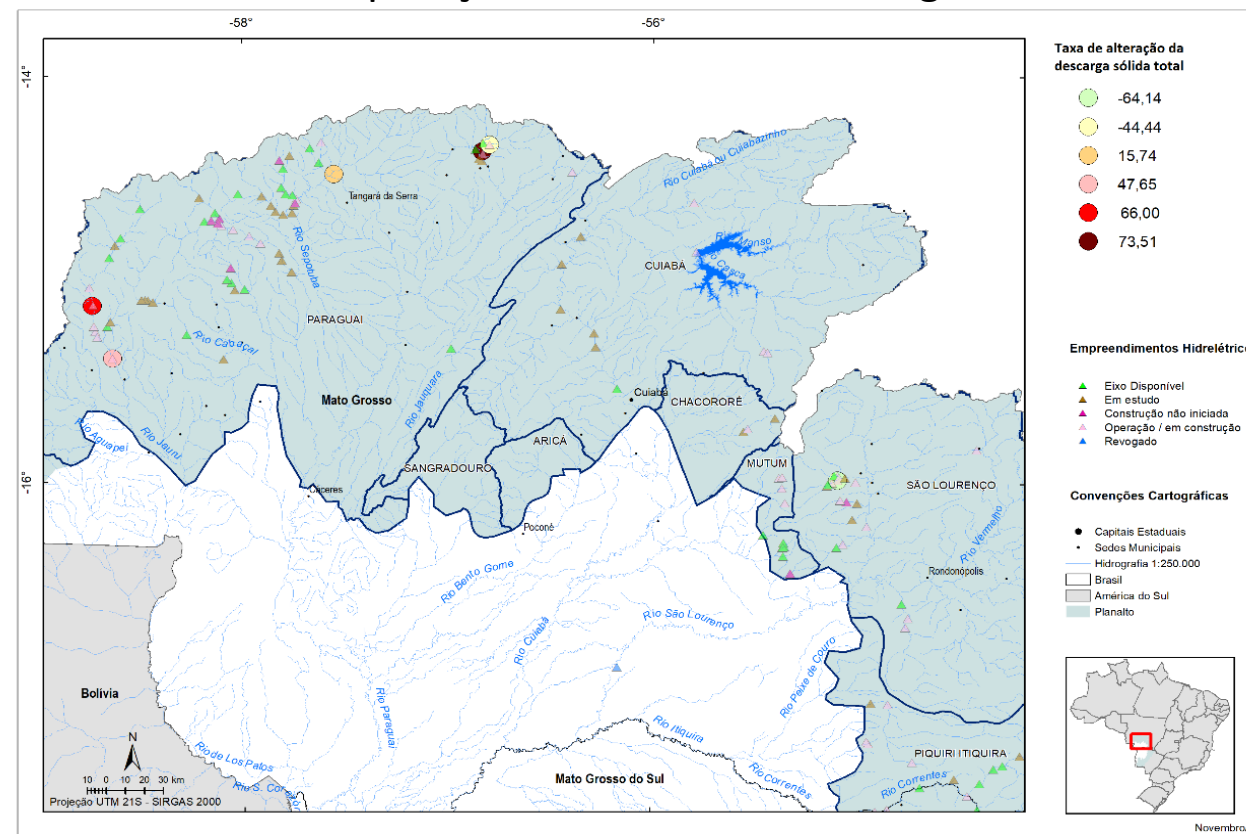 -58°
-56°
-14°
-16°
Rio Cuiabá ou Cuiabazinho
Tangará da Serra
Rio Sepotuba
CUIABÁ
PARAGUAI
Rio Cabaçal
Mato Grosso
Rio Jauquara
Cuiabá
CHACORORÉ
Rio Aguapeí
Rio Jauru
ARICÁ
SANGRADOURO
MUTUM
Cáceres
SÃO LOURENÇO
Poconé
Rio Vermelho
Rio Bento Gome
Rondonópolis
Rio São Lourenço
Rio Cuiabá
Rio Peixe de Couro
Bolívia
Rio Paraguai
Rio Itiquira
N
Rio de Los Patos
PIQUIRI ITIQUIRA
Mato Grosso do Sul
Rio Correntes
Rio Correntes
10 0 10 20 30 km
Projeção UTM 21S - SIRGAS 2000
Taxa de alteração da
descarga sólida total
-64,14
-44,44
15,74
47,65
66,00
73,51
Empreendimentos Hidrelétrico
Eixo Disponível
Em estudo
Construção não iniciada
Operação / em construção
Revogado
Convenções Cartográficas
Capitais Estaduais
Sedes Municipais
Hidrografia 1:250.000
Brasil
América do Sul
Planalto
Novembro/